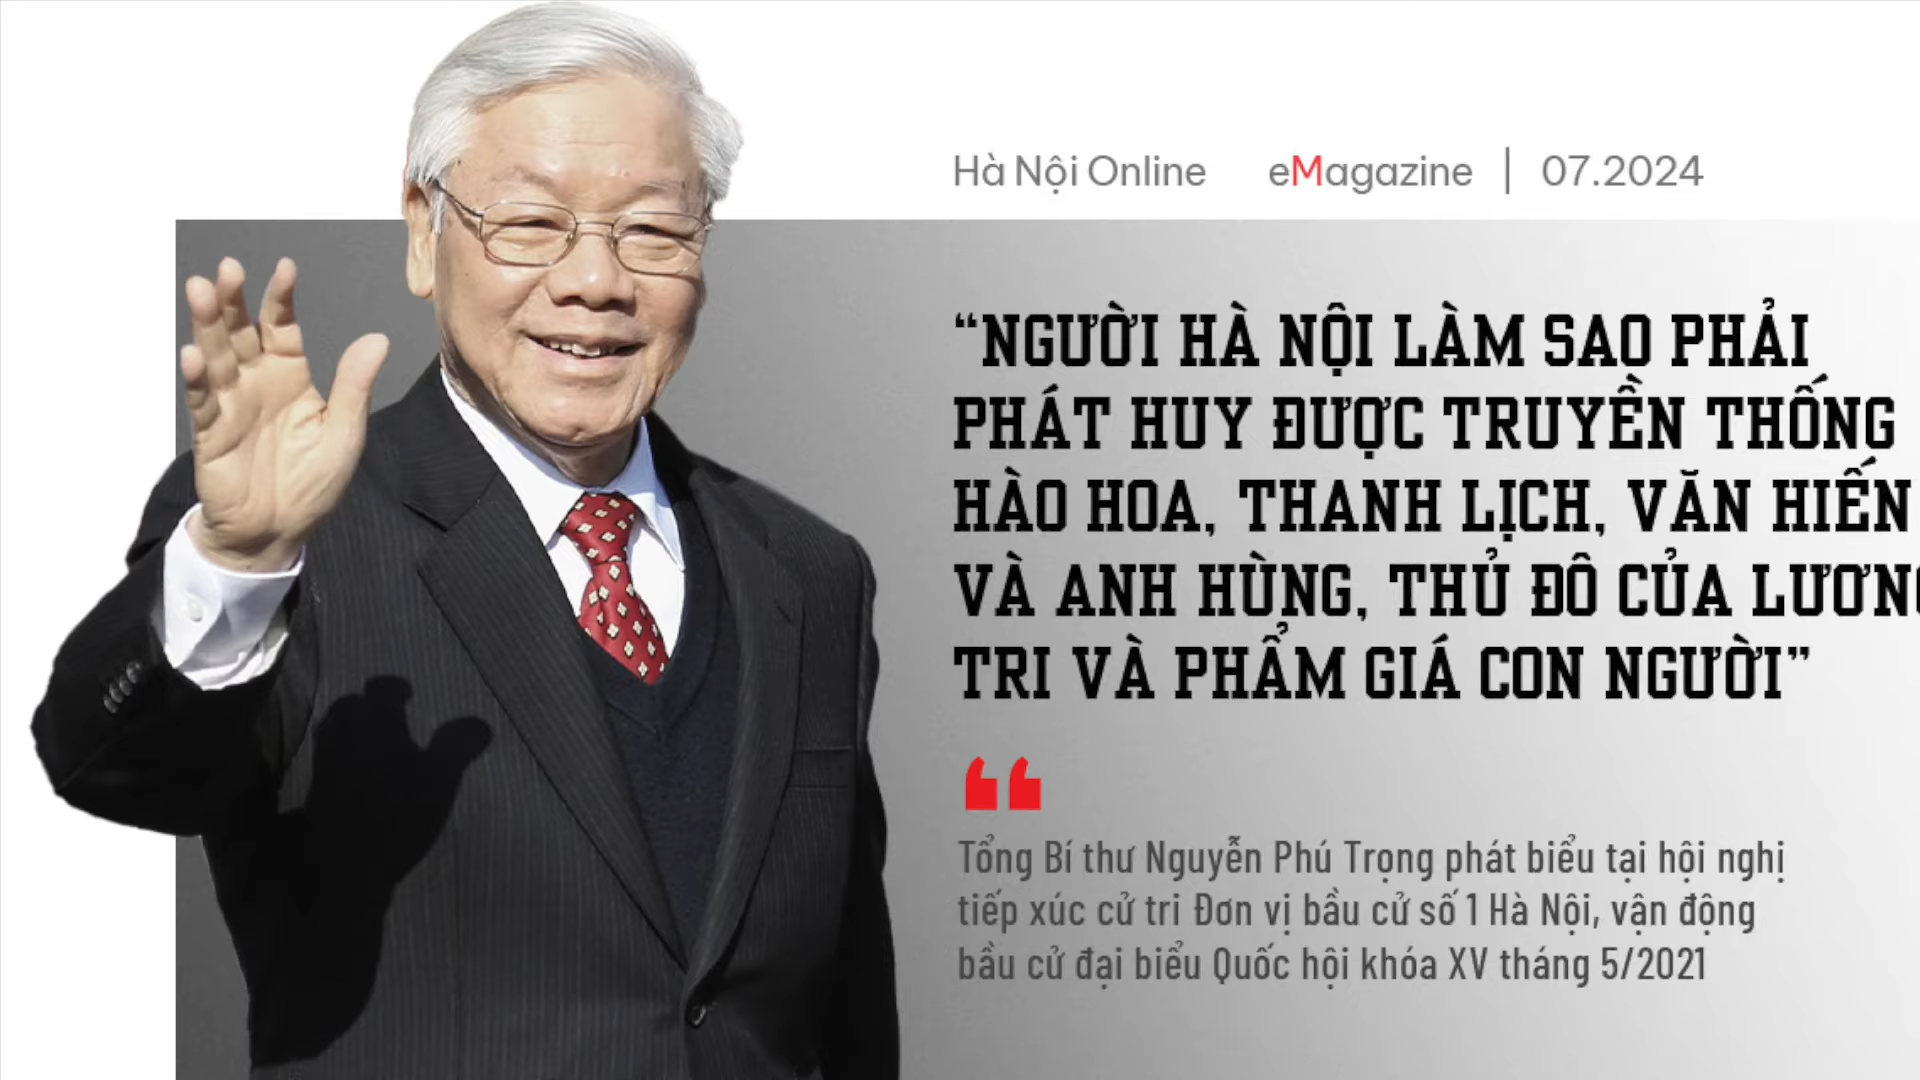 Hà Nội Online eMagazine | 07.2024
“NGƯỜI HÀ NỘI LÀM SAO PHẢI
PHÁT HUY ĐƯỢC TRUYỀN THỐNG
HÀO HOA, THANH LỊCH, VĂN HIẾN
VÀ ANH HÙNG, THỦ ĐÔ CỦA LƯƠNG
TRI VÀ PHẨM GIÁ CON NGƯỜI”
Tổng Bí thư Nguyễn Phú Trọng phát biểu tại hội nghị
tiếp xúc cử tri Đơn vị bầu cử số 1 Hà Nội, vận động
bầu cử đại biểu Quốc hội khóa XV tháng 5/2021